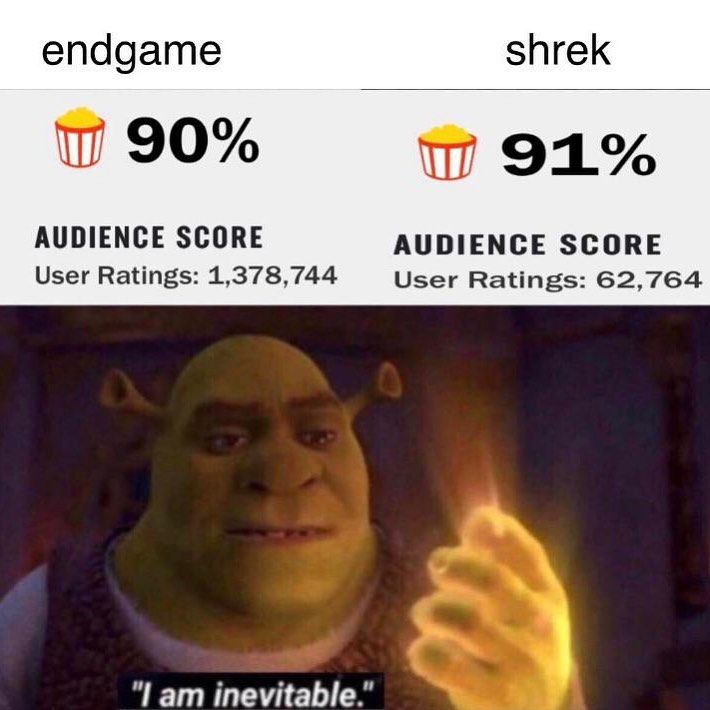 endgame
shrek
90%
91%
AUDIENCE SCORE
User Ratings: 1,378,744
AUDIENCE SCORE
User Ratings: 62,764
"I am inevitable."